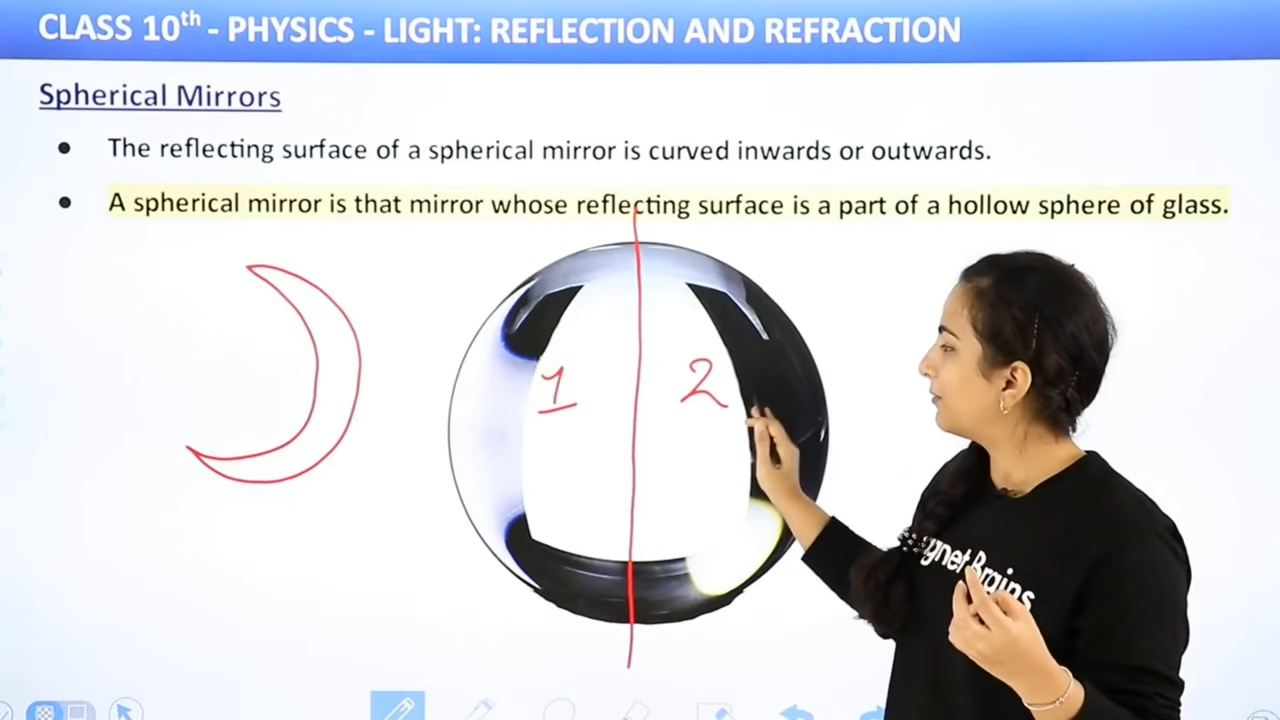 CLASS 10th - PHYSICS - LIGHT: REFLECTION AND REFRACTION
Spherical Mirrors
● The reflecting surface of a spherical mirror is curved inwards or outwards.
● A spherical mirror is that mirror whose reflecting surface is a part of a hollow sphere of glass.
1 2
Brains